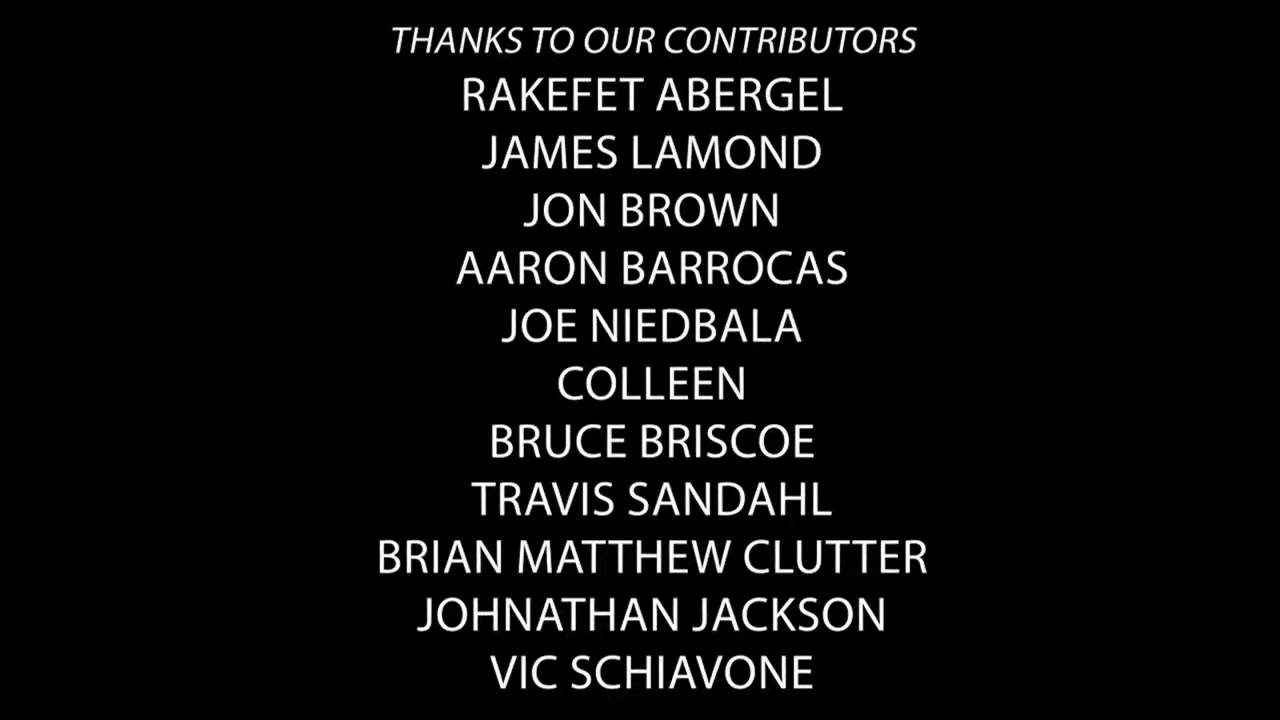 THANKS TO OUR CONTRIBUTORS
RAKEFET ABERGEL
JAMES LAMOND
JON BROWN
AARON BARROCAS
JOE NIEDBALA
COLLEEN
BRUCE BRISCOE
TRAVIS SANDAHL
BRIAN MATTHEW CLUTTER
JOHNATHAN JACKSON
VIC SCHIAVONE